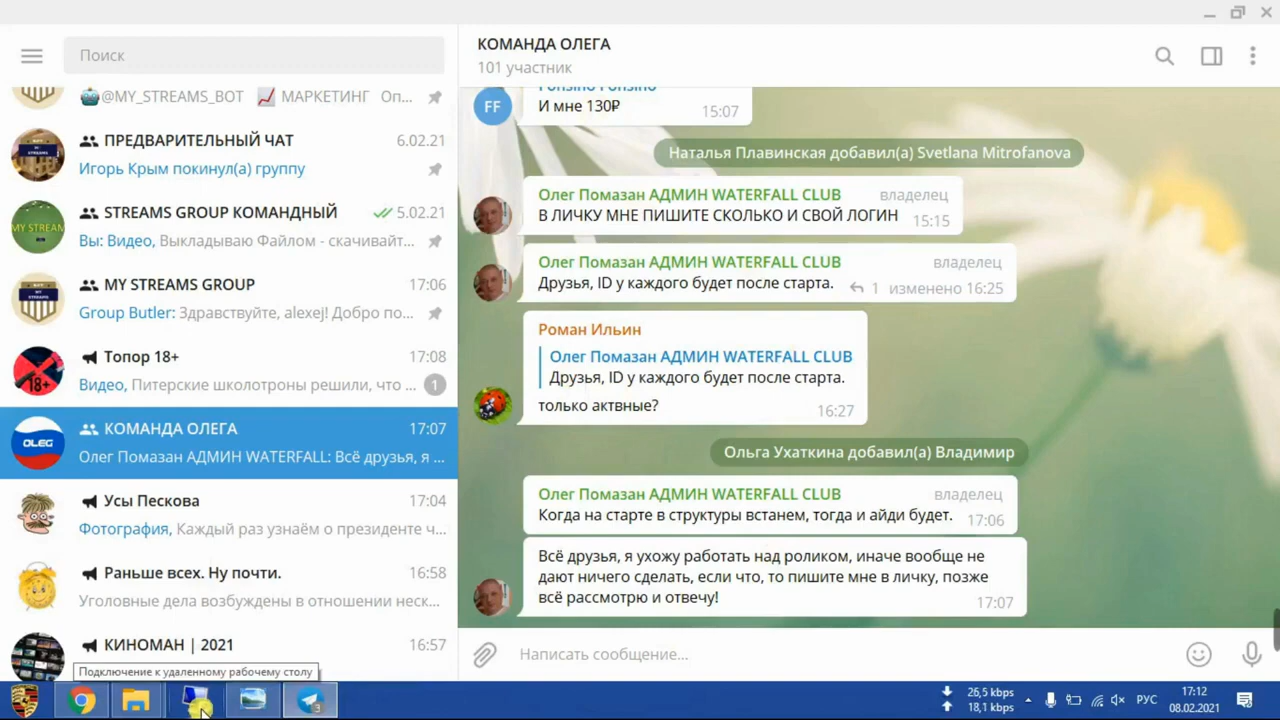 Поиск
@MY_STREAMS_BOT МАРКЕТИНГ Оп...
ПРЕДВАРИТЕЛЬНЫЙ ЧАТ 6.02.21
Игорь Крым покинул(а) группу
MY STREAM
STREAMS GROUP КОМАНДНЫЙ 5.02.21
Вы: Видео, Выкладываю Файлом - скачивайт...
MY STREAMS GROUP 17:06
Group Butler: Здравствуйте, alexej! Добро по...
18+
Топор 18+ 17:08
Видео, Питерские школотроны решили, что ... 1
OLEG
КОМАНДА ОЛЕГА 17:07
Олег Помазан АДМИН WATERFALL: Всё друзья, я ...
Усы Пескова 17:04
Фотография, Каждый раз узнаём о президенте ч...
Раньше всех. Ну почти. 16:58
Уголовные дела возбуждены в отношении неск...
КИНОМАН | 2021 16:57
Подключение к удаленному рабочему столу
КОМАНДА ОЛЕГА
101 участник
FF
И мне 130₽ 15:07
Наталья Плавинская добавил(а) Svetlana Mitrofanova
Олег Помазан АДМИН WATERFALL CLUB владелец
В ЛИЧКУ МНЕ ПИШИТЕ СКОЛЬКО И СВОЙ ЛОГИН 15:15
Олег Помазан АДМИН WATERFALL CLUB владелец
Друзья, ID у каждого будет после старта. 1 изменено 16:25
Роман Ильин
Олег Помазан АДМИН WATERFALL CLUB
Друзья, ID у каждого будет после старта.
только актвные? 16:27
Ольга Ухаткина добавил(а) Владимир
Олег Помазан АДМИН WATERFALL CLUB владелец
Когда на старте в структуры встанем, тогда и айди будет. 17:06
Всё друзья, я ухожу работать над роликом, иначе вообще не
дают ничего сделать, если что, то пишите мне в личку, позже
всё рассмотрю и отвечу! 17:07
Написать сообщение...
3
26,5 kbps
18,1 kbps
РУС
17:12
08.02.2021